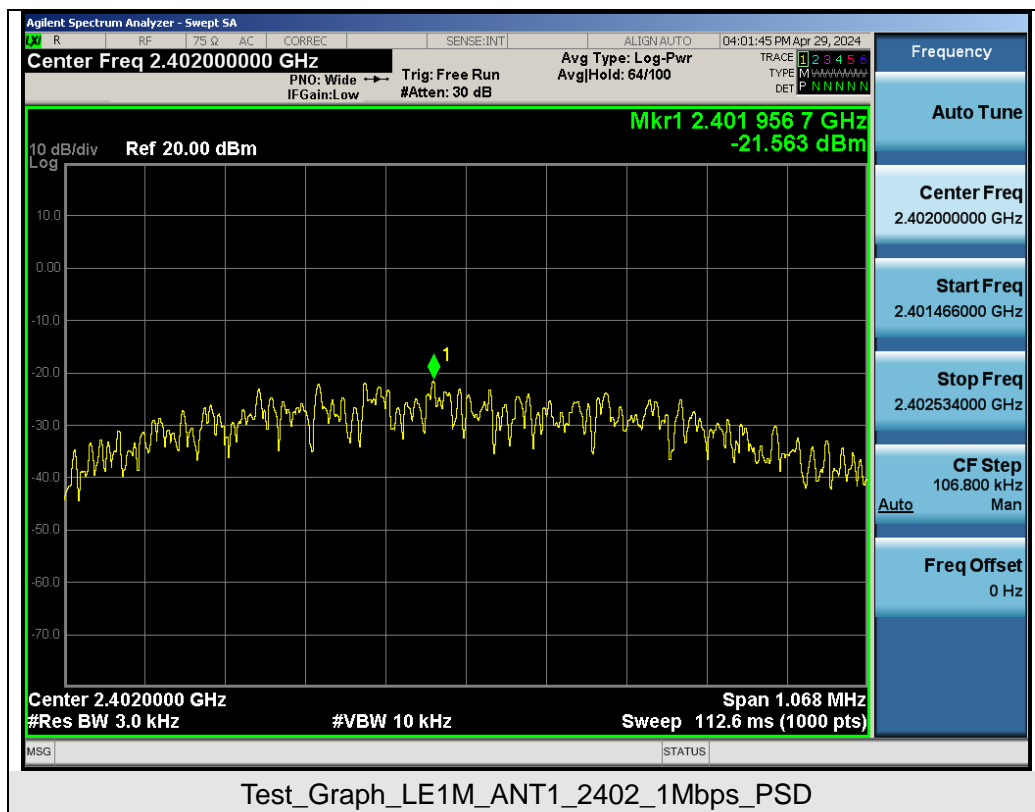 Agilent Spectrum Analyzer - Swept SA
LXI R RF 75 Ω AC CORREC SENSE:INT ALIGN AUTO 04:01:45 PM Apr 29, 2024
Center Freq 2.402000000 GHz
PNO: Wide
IFGain:Low
Trig: Free Run
#Atten: 30 dB
Avg Type: Log-Pwr
Avg|Hold: 64/100
TRACE 1 2 3 4 5 6
TYPE M
DET P N N N N N
Mkr1 2.401 956 7 GHz
-21.563 dBm
10 dB/div Ref 20.00 dBm
Log
10.0
0.00
-10.0
-20.0
-30.0
-40.0
-50.0
-60.0
-70.0
1
Center 2.4020000 GHz Span 1.068 MHz
#Res BW 3.0 kHz #VBW 10 kHz Sweep 112.6 ms (1000 pts)
MSG STATUS
Frequency
Auto Tune
Center Freq
2.402000000 GHz
Start Freq
2.401466000 GHz
Stop Freq
2.402534000 GHz
CF Step
106.800 kHz
Auto Man
Freq Offset
0 Hz
Test_Graph_LE1M_ANT1_2402_1Mbps_PSD